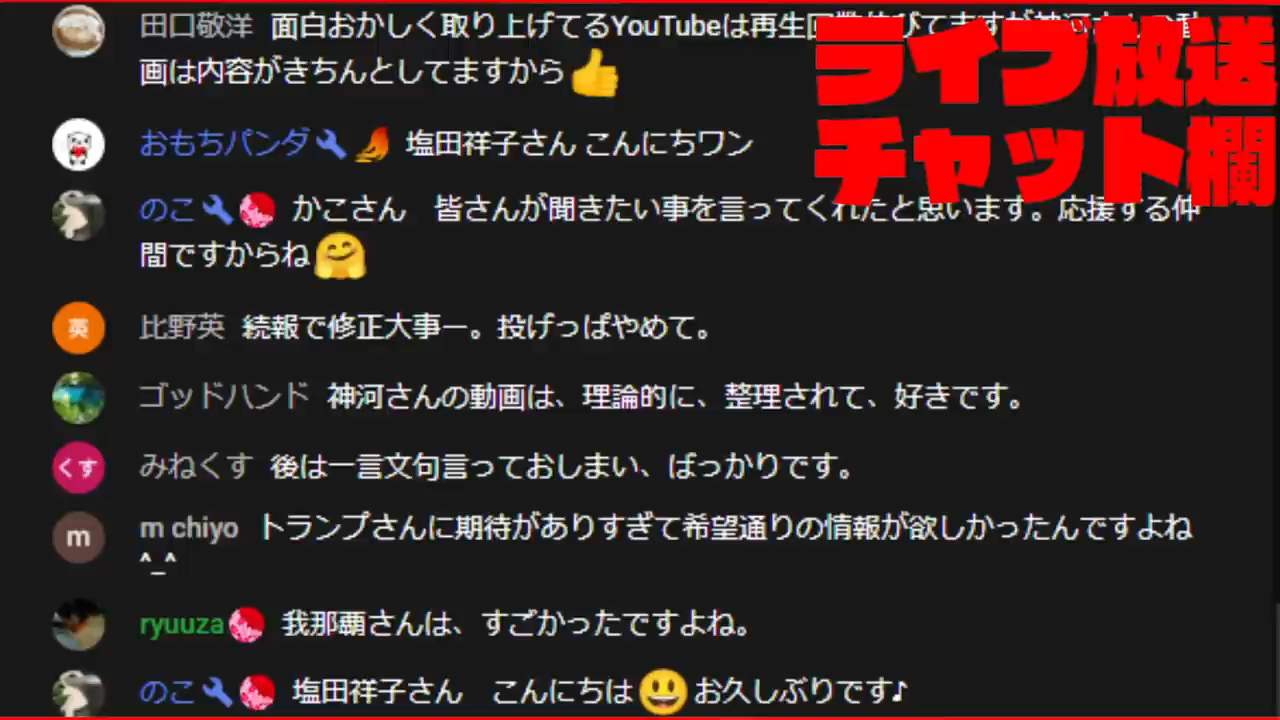 田口敬洋 面白おかしく取り上げてるYouTubeは再生回
画は内容がきちんとしてますから👍
ライブ放送
チャット欄
おもちパンダ 塩田祥子さん こんにちワン
のこ かこさん 皆さんが聞きたい事を言ってくれたと思います。応援する仲
間ですからね🤗
英 比野英 続報で修正大事ー。投げっぱやめて。
ゴッドハンド 神河さんの動画は、理論的に、整理されて、好きです。
くす みねくす 後は一言文句言っておしまい、ばっかりです。
m m chiyo トランプさんに期待がありすぎて希望通りの情報が欲しかったんですよね
^_^
ryuuza 我那覇さんは、すごかったですよね。
のこ 塩田祥子さん こんにちは😃お久しぶりです♪